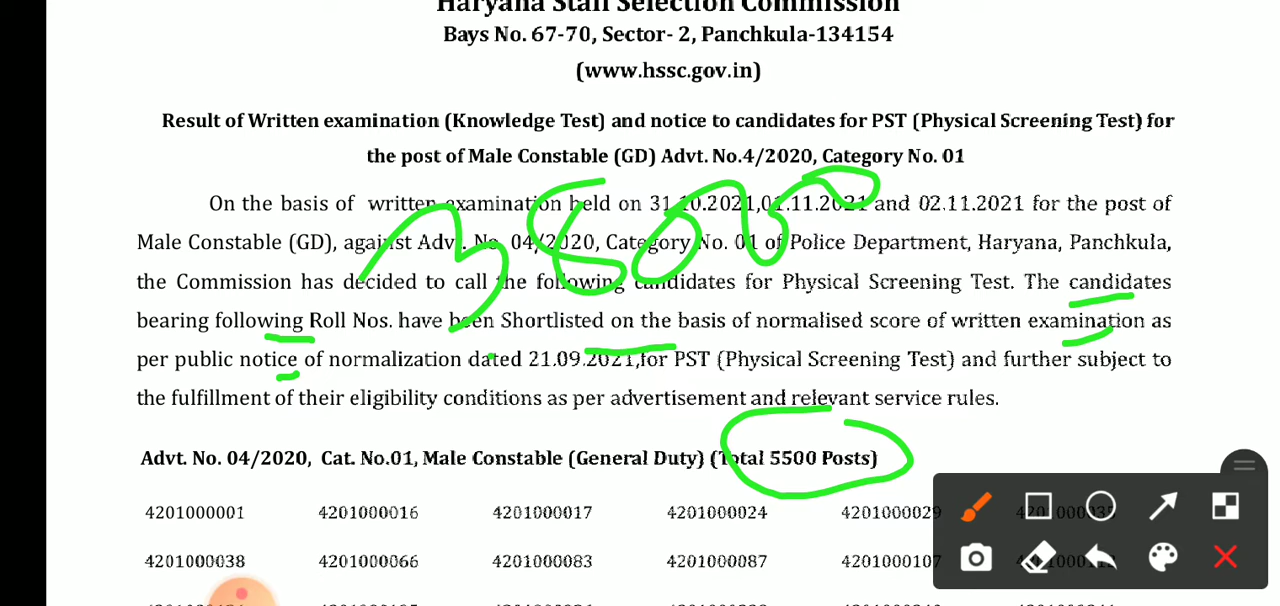 Haryana Staff Selection Commission
Bays No. 67-70, Sector- 2, Panchkula-134154
(www.hssc.gov.in)
Result of Written examination (Knowledge Test) and notice to candidates for PST (Physical Screening Test) for
the post of Male Constable (GD) Advt. No.4/2020, Category No. 01
On the basis of written examination held on 31.10.2021,01.11.2021 and 02.11.2021 for the post of
Male Constable (GD), against Advt. No. 04/2020, Category No. 01 of Police Department, Haryana, Panchkula,
the Commission has decided to call the following candidates for Physical Screening Test. The candidates
bearing following Roll Nos. have been Shortlisted on the basis of normalised score of written examination as
per public notice of normalization dated 21.09.2021,for PST (Physical Screening Test) and further subject to
the fulfillment of their eligibility conditions as per advertisement and relevant service rules.
Advt. No. 04/2020, Cat. No.01, Male Constable (General Duty) (Total 5500 Posts)
4201000001 4201000016 4201000017 4201000024 4201000029
4201000038 4201000066 4201000083 4201000087 4201000107